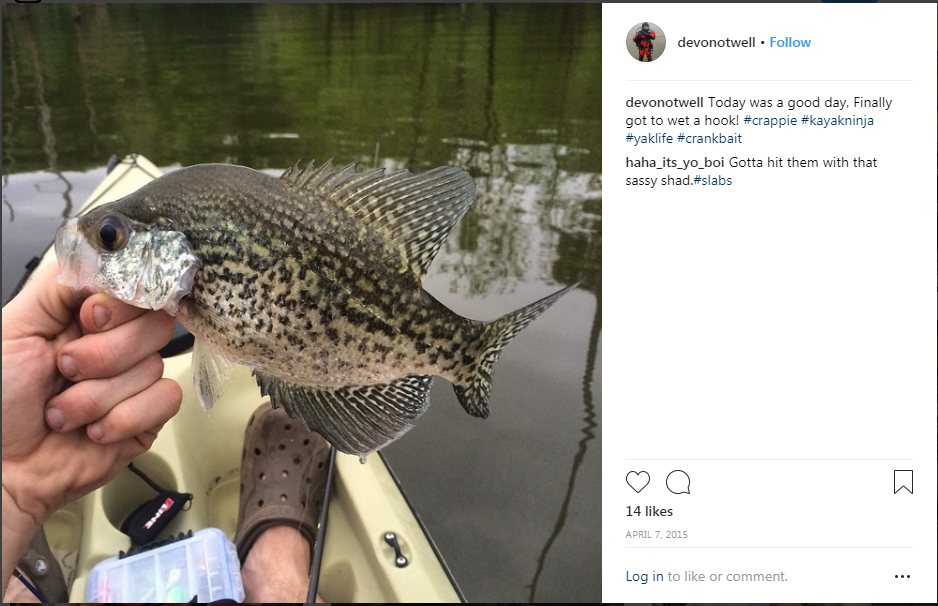 devonotwell • Follow
devonotwell Today was a good day, Finally
got to wet a hook! #crappie #kayakninja
#yaklife #crankbait
haha_its_yo_boi Gotta hit them with that
sassy shad.#slabs
14 likes
APRIL 7, 2015
Log in to like or comment.